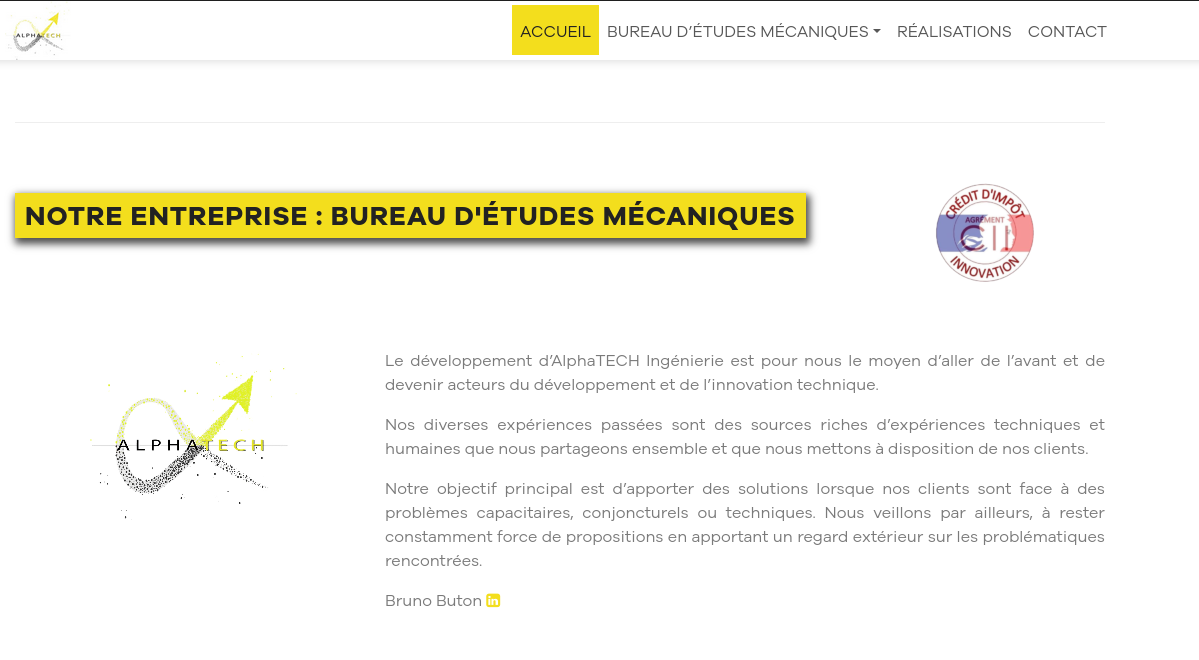 ALPHATECH
ACCUEIL
BUREAU D’ÉTUDES MÉCANIQUES
RÉALISATIONS
CONTACT
NOTRE ENTREPRISE : BUREAU D'ÉTUDES MÉCANIQUES
CRÉDIT D'IMPÔT
AGRÉMENT
CII
INNOVATION
ALPHATECH
Le développement d’AlphaTECH Ingénierie est pour nous le moyen d’aller de l’avant et de
devenir acteurs du développement et de l’innovation technique.
Nos diverses expériences passées sont des sources riches d’expériences techniques et
humaines que nous partageons ensemble et que nous mettons à disposition de nos clients.
Notre objectif principal est d’apporter des solutions lorsque nos clients sont face à des
problèmes capacitaires, conjoncturels ou techniques. Nous veillons par ailleurs, à rester
constamment force de propositions en apportant un regard extérieur sur les problématiques
rencontrées.
Bruno Buton in